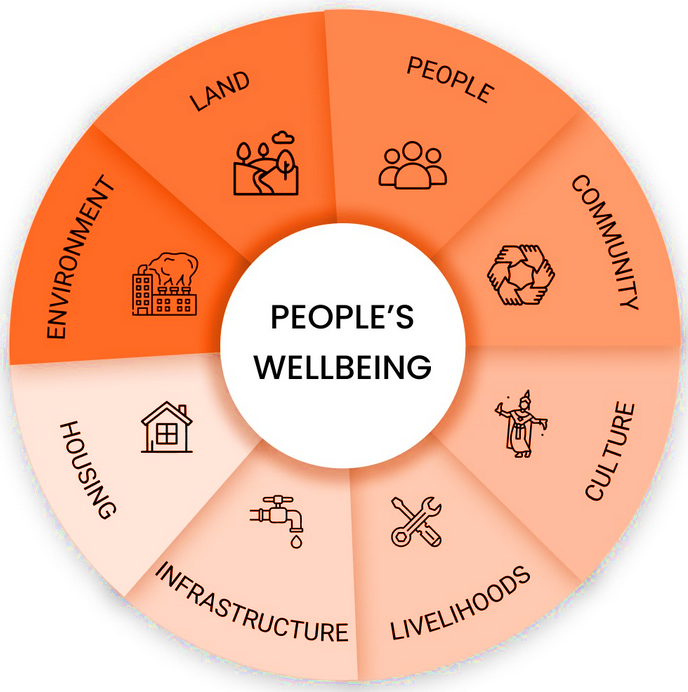 LAND
PEOPLE
COMMUNITY
CULTURE
LIVELIHOODS
INFRASTRUCTURE
HOUSING
ENVIRONMENT
PEOPLE'S
WELLBEING